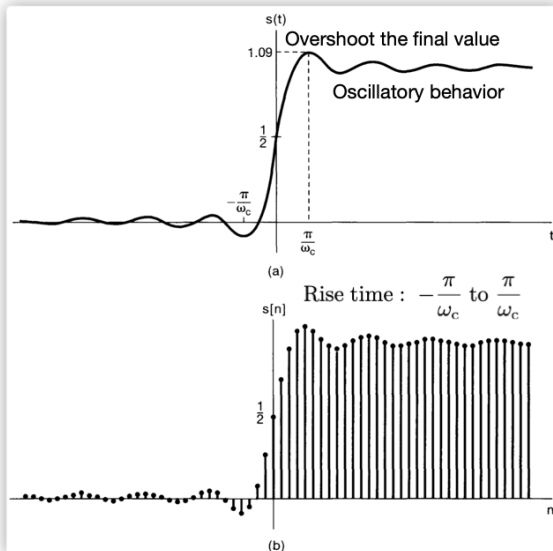 s(t)
Overshoot the final value
1.09
Oscillatory behavior
1/2
-π/ω_c
π/ω_c
t
(a)
Rise time : -π/ω_c to π/ω_c
s[n]
1/2
n
(b)